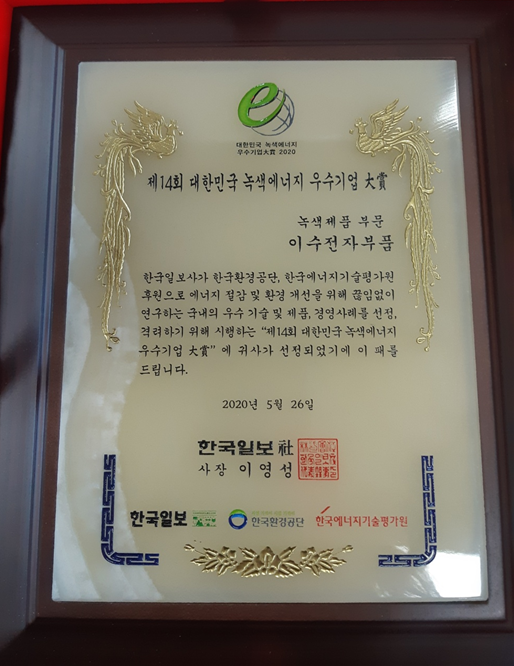 e
대한민국 녹색에너지
우수기업大賞 2020
제14회 대한민국 녹색에너지 우수기업 大賞
녹색제품 부문
이수전자부품
한국일보사가 한국환경공단, 한국에너지기술평가원
후원으로 에너지 절감 및 환경 개선을 위해 끊임없이
연구하는 국내의 우수 기술 및 제품, 경영사례를 선정,
격려하기 위해 시행하는 “제14회 대한민국 녹색에너지
우수기업 大賞” 에 귀사가 선정되었기에 이 패를
드립니다.
2020년 5월 26일
한국일보 社
사장 이영성
한국일보
한국환경공단
한국에너지기술평가원